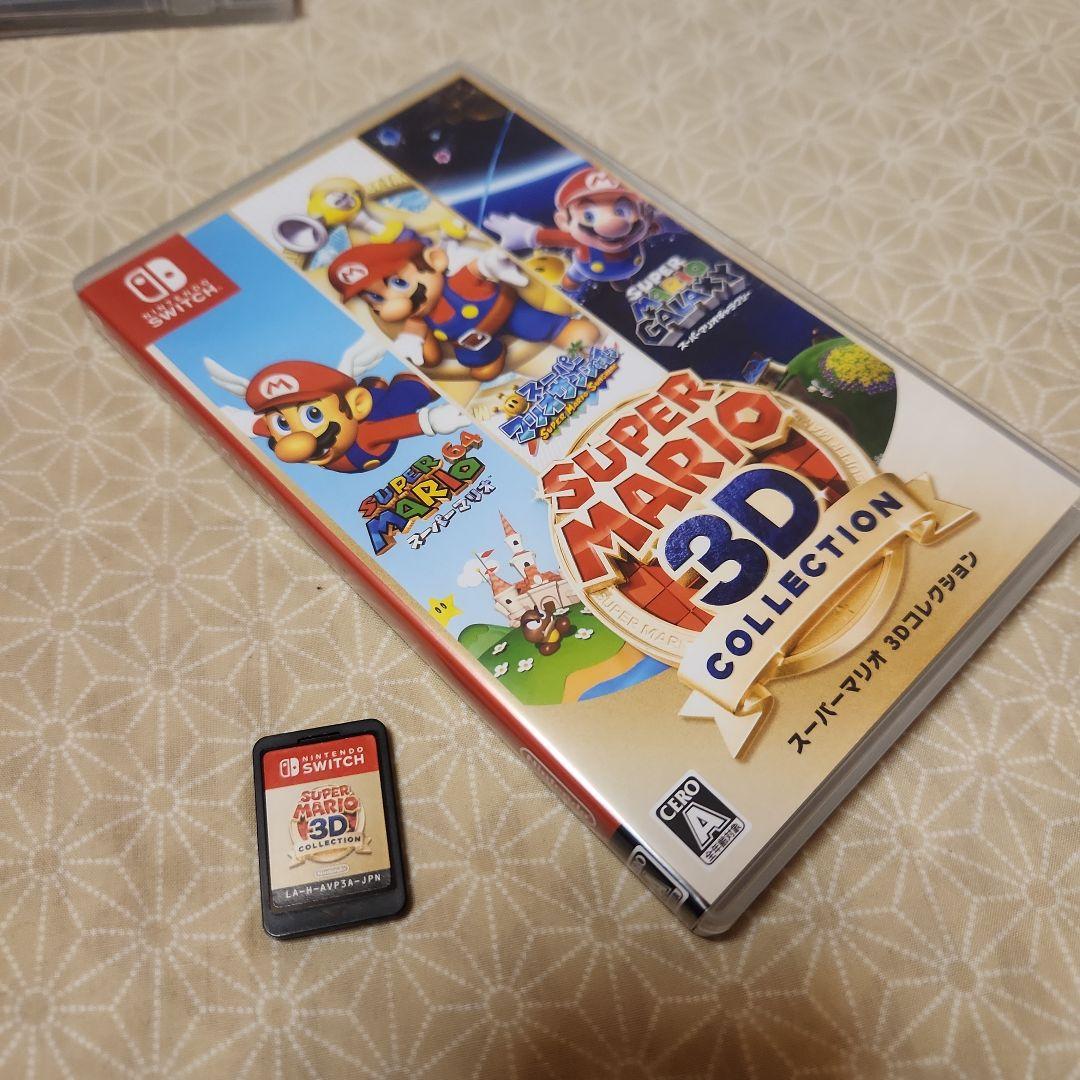 NINTENDO
SWITCH
SUPER
MARIO
GALAXY
スーパーマリオギャラクシー
スーパー
マリオサンシャイン
SUPER MARIO SUNSHINE
SUPER
MARIO 64
スーパーマリオ
SUPER
MARIO
3D
COLLECTION
SUPER MARIO
スーパーマリオ 3Dコレクション
CERO
A
全年齢対象
NINTENDO
SWITCH
SUPER
MARIO
3D
COLLECTION
Nintendo
LA-H-AVP3A-JPN